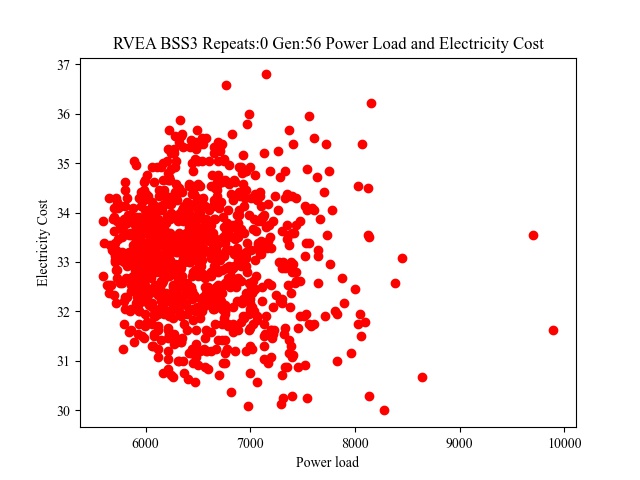 RVEA BSS3 Repeats:0 Gen:56 Power Load and Electricity Cost
37
36
35
34
33
32
31
30
Electricity Cost
6000 7000 8000 9000 10000
Power load